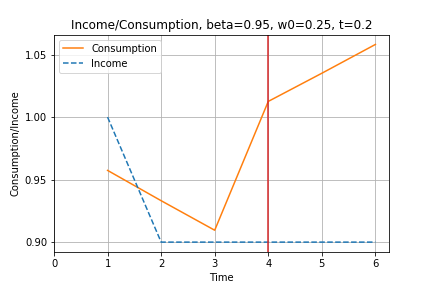 Income/Consumption, beta=0.95, w0=0.25, t=0.2
Consumption
Income
1.05
1.00
0.95
0.90
Consumption/Income
0 1 2 3 4 5 6
Time